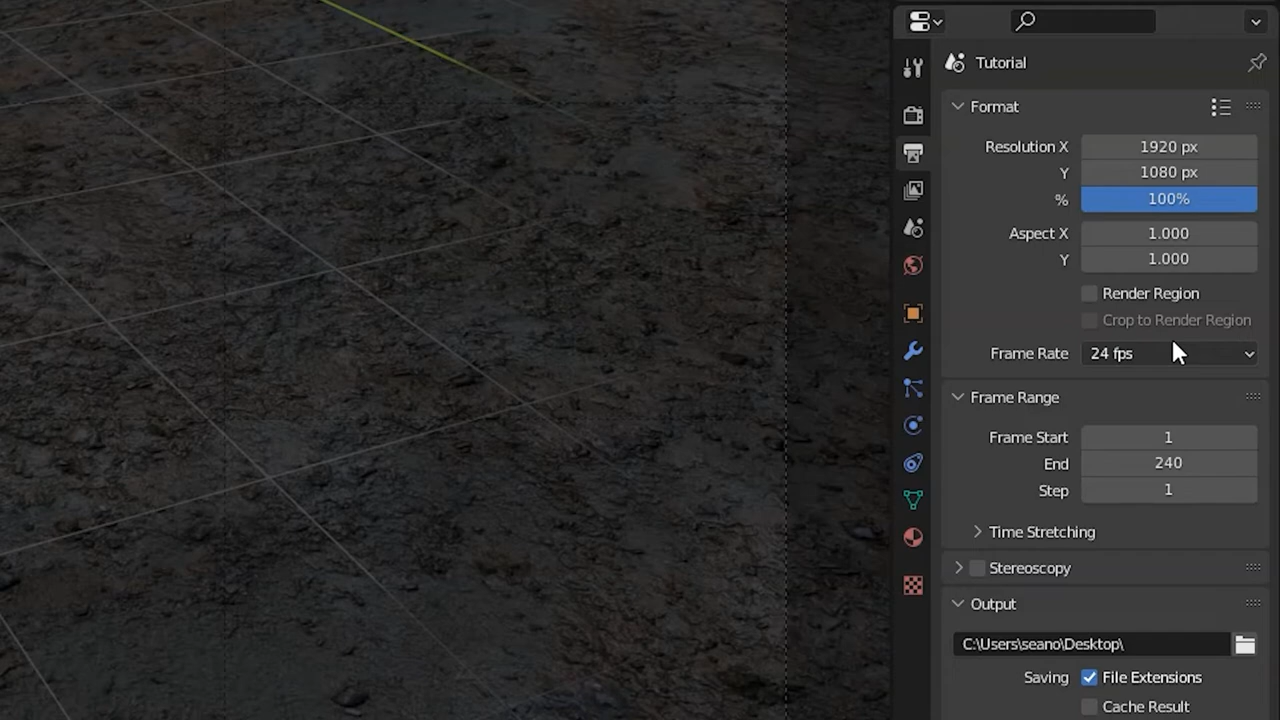 Tutorial
Format
Resolution X 1920 px
Y 1080 px
% 100%
Aspect X 1.000
Y 1.000
Render Region
Crop to Render Region
Frame Rate 24 fps
Frame Range
Frame Start 1
End 240
Step 1
Time Stretching
Stereoscopy
Output
C:\Users\seano\Desktop\
Saving File Extensions
Cache Result